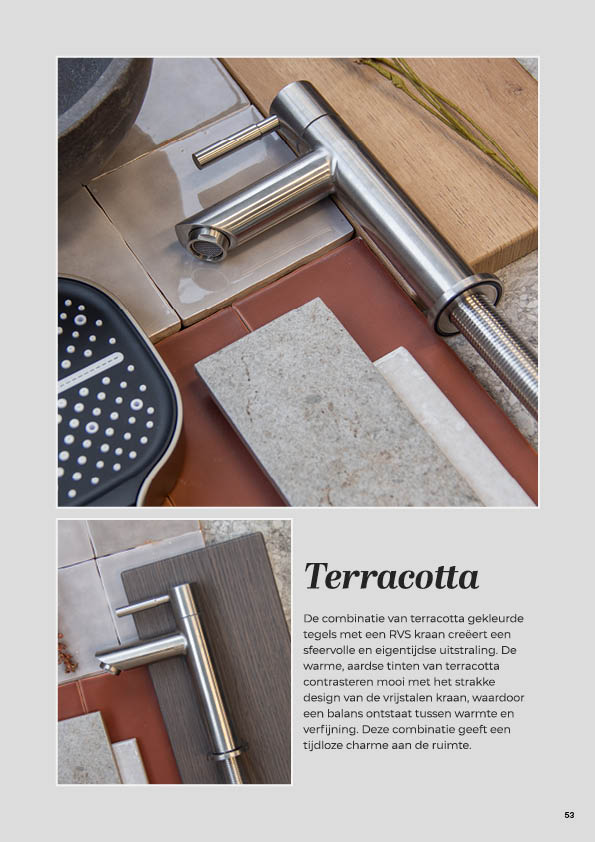 Terracotta
De combinatie van terracotta gekleurde
tegels met een RVS kraan creëert een
sfeervolle en eigentijdse uitstraling. De
warme, aardse tinten van terracotta
contrasteren mooi met het strakke
design van de vrijstalen kraan, waardoor
een balans ontstaat tussen warmte en
verfijning. Deze combinatie geeft een
tijdloze charme aan de ruimte.
53